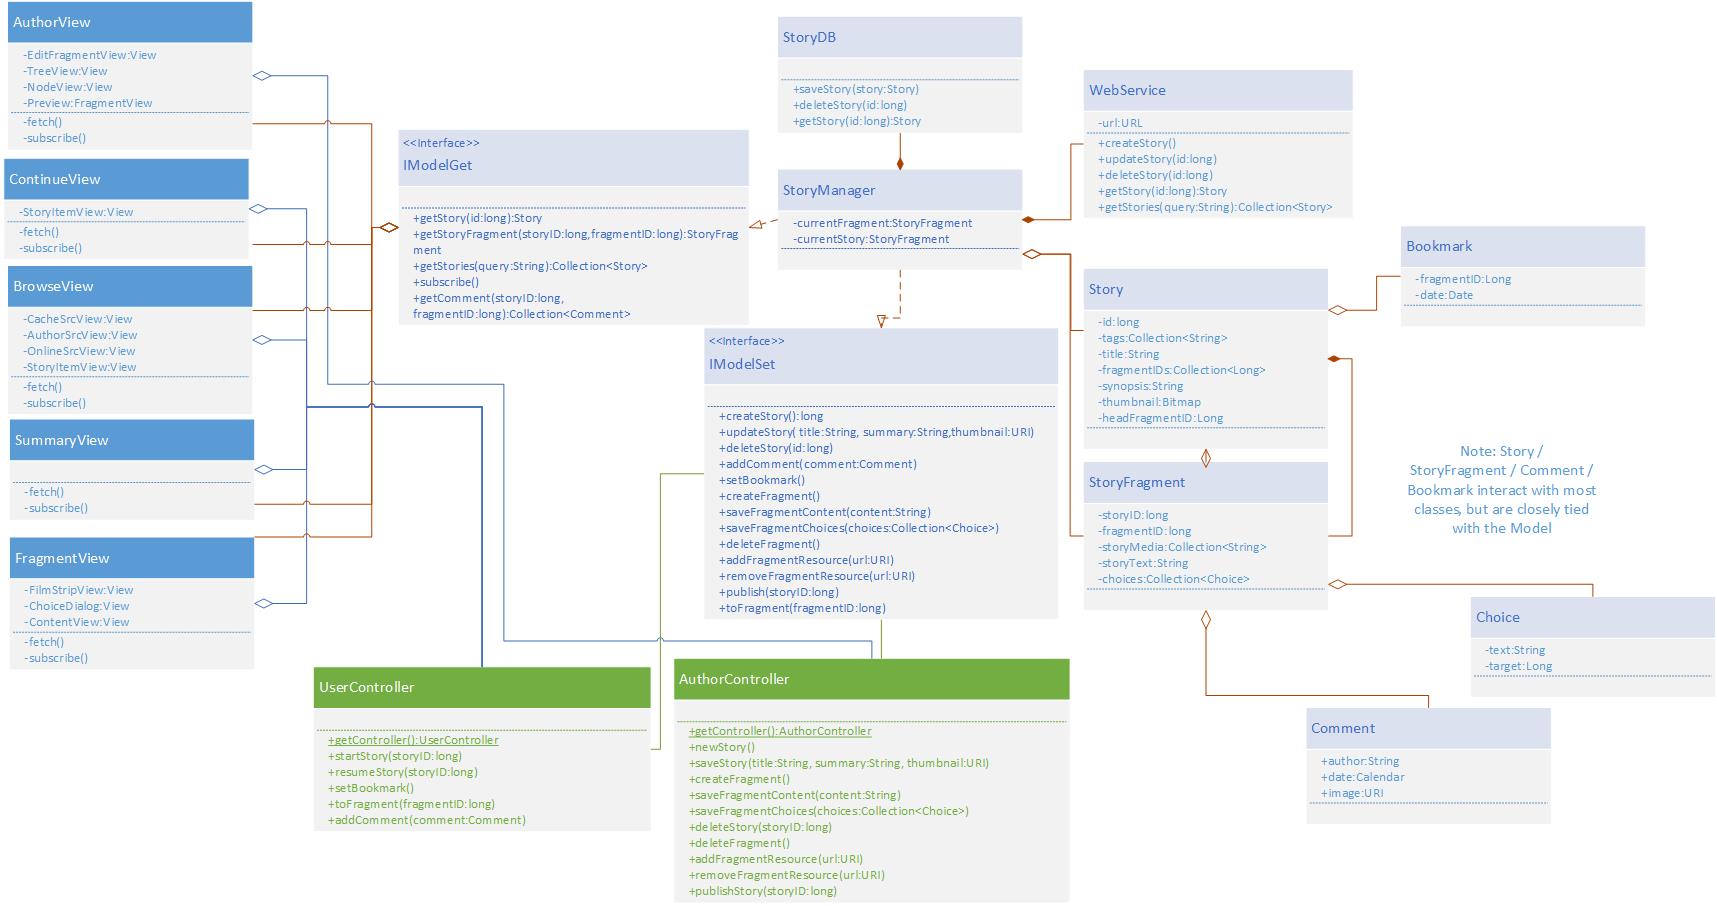 AuthorView
-EditFragmentView:View
-TreeView:View
-NodeView:View
-Preview:FragmentView
-fetch()
-subscribe()
ContinueView
-StoryItemView:View
-fetch()
-subscribe()
BrowseView
-CacheSrcView:View
-AuthorSrcView:View
-OnlineSrcView:View
-StoryItemView:View
-fetch()
-subscribe()
SummaryView
-fetch()
-subscribe()
FragmentView
-FilmStripView:View
-ChoiceDialog:View
-ContentView:View
-fetch()
-subscribe()
<<Interface>>
IModelGet
+getStory(id:long):Story
+getStoryFragment(storyID:long,fragmentID:long):StoryFrag
ment
+getStories(query:String):Collection<Story>
+subscribe()
+getComment(storyID:long,
fragmentID:long):Collection<Comment>
StoryDB
+saveStory(story:Story)
+deleteStory(id:long)
+getStory(id:long):Story
StoryManager
-currentFragment:StoryFragment
-currentStory:StoryFragment
<<Interface>>
IModelSet
+createStory():long
+updateStory( title:String, summary:String,thumbnail:URI)
+deleteStory(id:long)
+addComment(comment:Comment)
+setBookmark()
+createFragment()
+saveFragmentContent(content:String)
+saveFragmentChoices(choices:Collection<Choice>)
+deleteFragment()
+addFragmentResource(url:URI)
+removeFragmentResource(url:URI)
+publish(storyID:long)
+toFragment(fragmentID:long)
UserController
+getController():UserController
+startStory(storyID:long)
+resumeStory(storyID:long)
+setBookmark()
+toFragment(fragmentID:long)
+addComment(comment:Comment)
AuthorController
+getController():AuthorController
+newStory()
+saveStory(title:String, summary:String, thumbnail:URI)
+createFragment()
+saveFragmentContent(content:String)
+saveFragmentChoices(choices:Collection<Choice>)
+deleteStory(storyID:long)
+deleteFragment()
+addFragmentResource(url:URI)
+removeFragmentResource(url:URI)
+publishStory(storyID:long)
WebService
-url:URL
+createStory()
+updateStory(id:long)
+deleteStory(id:long)
+getStory(id:long):Story
+getStories(query:String):Collection<Story>
Story
-id:long
-tags:Collection<String>
-title:String
-fragmentIDs:Collection<Long>
-synopsis:String
-thumbnail:Bitmap
-headFragmentID:Long
StoryFragment
-storyID:long
-fragmentID:long
-storyMedia:Collection<String>
-storyText:String
-choices:Collection<Choice>
Bookmark
-fragmentID:Long
-date:Date
Note: Story /
StoryFragment / Comment /
Bookmark interact with most
classes, but are closely tied
with the Model
Choice
-text:String
-target:Long
Comment
+author:String
+date:Calendar
+image:URI